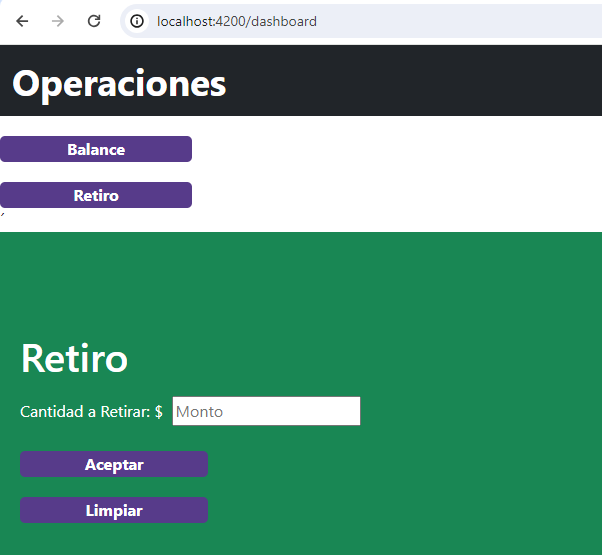 localhost:4200/dashboard
Operaciones
Balance
Retiro
´
Retiro
Cantidad a Retirar: $ Monto
Aceptar
Limpiar